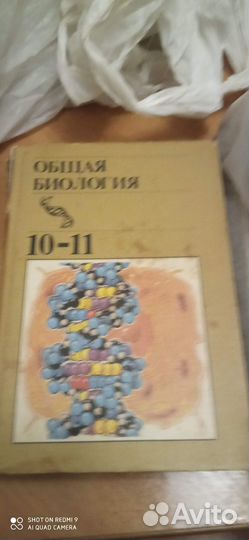 ОБЩАЯ
БИОЛОГИЯ
10-11
SHOT ON REDMI 9
AI QUAD CAMERA
Avito